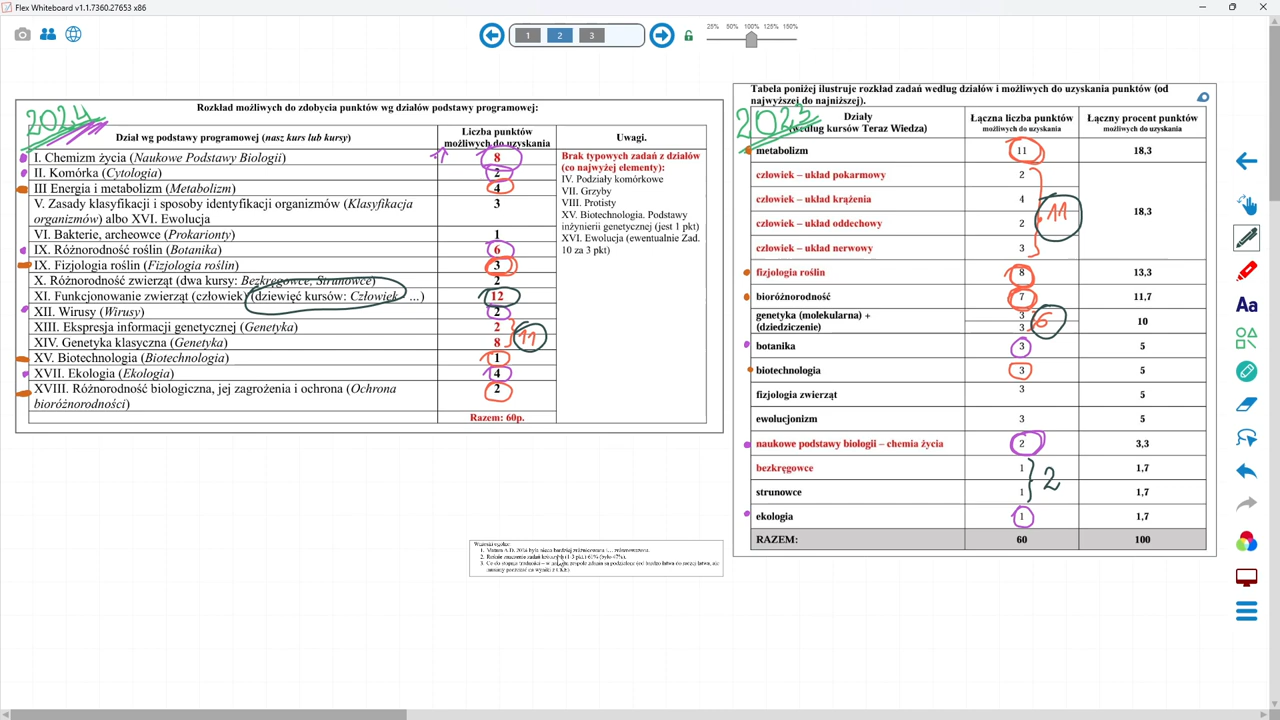 Flex Whiteboard v1.1.7360.27653 x86
1 2 3
25% 50% 100% 125% 150%
2024
Rozkład możliwych do zdobycia punktów wg działów podstawy programowej:
Dział wg podstawy programowej (nasz kurs lub kursy)
Liczba punktów
możliwych do uzyskania
Uwagi.
I. Chemizm życia (Naukowe Podstawy Biologii) 8
II. Komórka (Cytologia) 2
III Energia i metabolizm (Metabolizm) 4
V. Zasady klasyfikacji i sposoby identyfikacji organizmów (Klasyfikacja
organizmów) albo XVI. Ewolucja 3
VI. Bakterie, archeowce (Prokarionty) 1
IX. Różnorodność roślin (Botanika) 6
IX. Fizjologia roślin (Fizjologia roślin) 3
X. Różnorodność zwierząt (dwa kursy: Bezkręgowce, Strunowce) 2
XI. Funkcjonowanie zwierząt (człowiek) (dziewięć kursów: Człowiek ...) 12
XII. Wirusy (Wirusy) 2
XIII. Ekspresja informacji genetycznej (Genetyka) 2
XIV. Genetyka klasyczna (Genetyka) 8
11
XV. Biotechnologia (Biotechnologia) 1
XVII. Ekologia (Ekologia) 4
XVIII. Różnorodność biologiczna, jej zagrożenia i ochrona (Ochrona
bioróżnorodności) 2
Razem: 60p.
Brak typowych zadań z działów
(co najwyżej elementy):
IV. Podziały komórkowe
VII. Grzyby
VIII. Protisty
XV. Biotechnologia. Podstawy
inżynierii genetycznej (jest 1 pkt)
XVI. Ewolucja (ewentualnie Zad.
10 za 3 pkt)
Tabela poniżej ilustruje rozkład zadań według działów i możliwych do uzyskania punktów (od
najwyższej do najniższej).
2023
Działy
(według kursów Teraz Wiedza)
Łączna liczba punktów
możliwych do uzyskania
Łączny procent punktów
możliwych do uzyskania
metabolizm 11 18,3
człowiek – układ pokarmowy 2
człowiek – układ krążenia 4
11 18,3
człowiek – układ oddechowy 2
człowiek – układ nerwowy 3
fizjologia roślin 8 13,3
bioróżnorodność 7 11,7
genetyka (molekularna) + 3
(dziedziczenie) 3
6 10
botanika 3 5
biotechnologia 3 5
fizjologia zwierząt 3 5
ewolucjonizm 3 5
naukowe podstawy biologii – chemia życia 2 3,3
bezkręgowce 1 1,7
2
strunowce 1 1,7
ekologia 1 1,7
RAZEM: 60 100
Aa